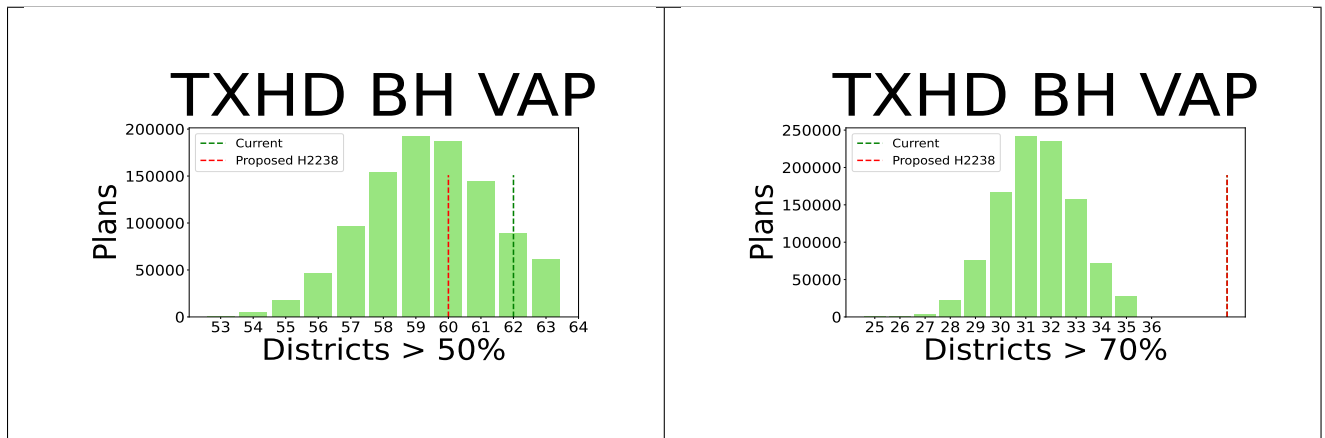 TXHD BH VAP
200000
150000
100000
50000
0
Plans
Current
Proposed H2238
53 54 55 56 57 58 59 60 61 62 63 64
Districts > 50%
TXHD BH VAP
250000
200000
150000
100000
50000
0
Plans
Current
Proposed H2238
25 26 27 28 29 30 31 32 33 34 35 36
Districts > 70%